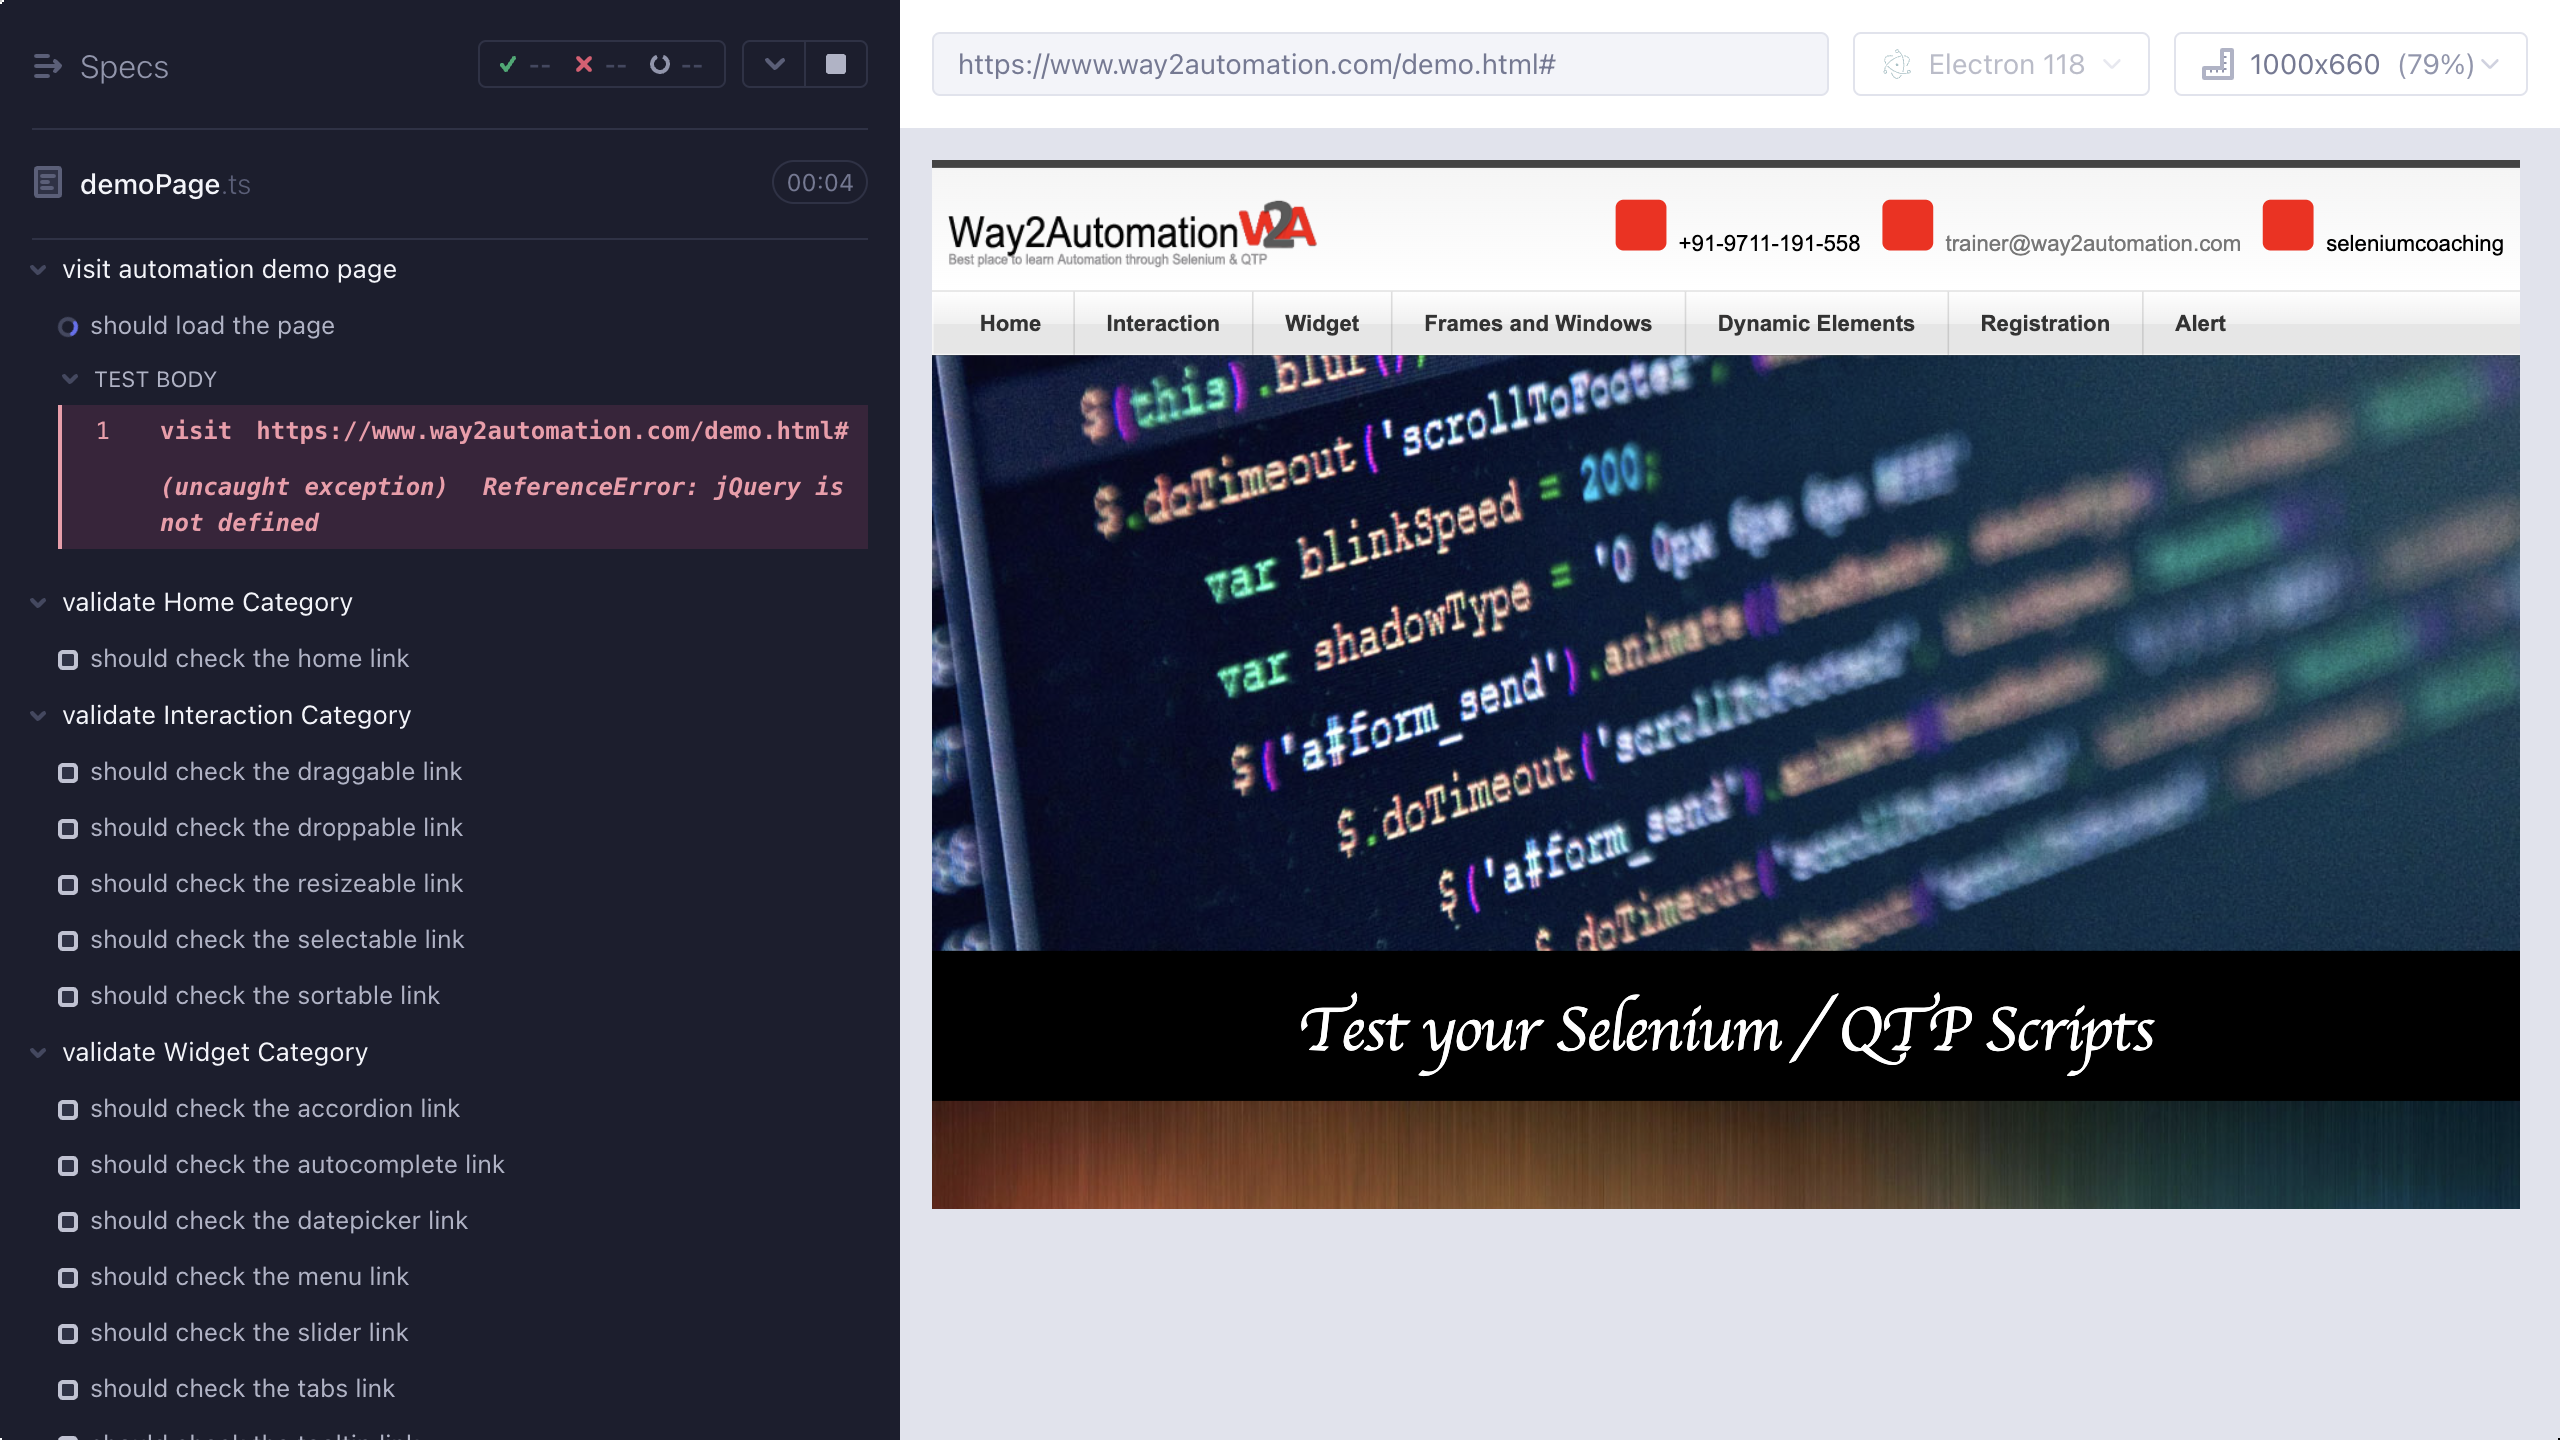 Specs
-- -- --
demoPage.ts
00:04
visit automation demo page
should load the page
TEST BODY
1 visit https://www.way2automation.com/demo.html#
(uncaught exception) ReferenceError: jQuery is
not defined
validate Home Category
should check the home link
validate Interaction Category
should check the draggable link
should check the droppable link
should check the resizeable link
should check the selectable link
should check the sortable link
validate Widget Category
should check the accordion link
should check the autocomplete link
should check the datepicker link
should check the menu link
should check the slider link
should check the tabs link
https://www.way2automation.com/demo.html#
Electron 118
1000x660 (79%)
Way2Automation W2A
Best place to learn Automation through Selenium & QTP
+91-9711-191-558
trainer@way2automation.com
seleniumcoaching
Home Interaction Widget Frames and Windows Dynamic Elements Registration Alert
$(this).blur();
$.doTimeout('scrollToFooter',
var blinkSpeed = 200;
var shadowType = '0 0px 0px 0px
$('a#form_send').animate(
$.doTimeout('scrollToFooter'
$('a#form_send').
$.doTimeout(
Test your Selenium / QTP Scripts